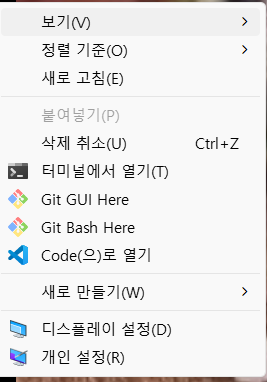 보기(V)
정렬 기준(O)
새로 고침(E)
붙여넣기(P)
삭제 취소(U) Ctrl+Z
터미널에서 열기(T)
Git GUI Here
Git Bash Here
Code(으)로 열기
새로 만들기(W)
디스플레이 설정(D)
개인 설정(R)